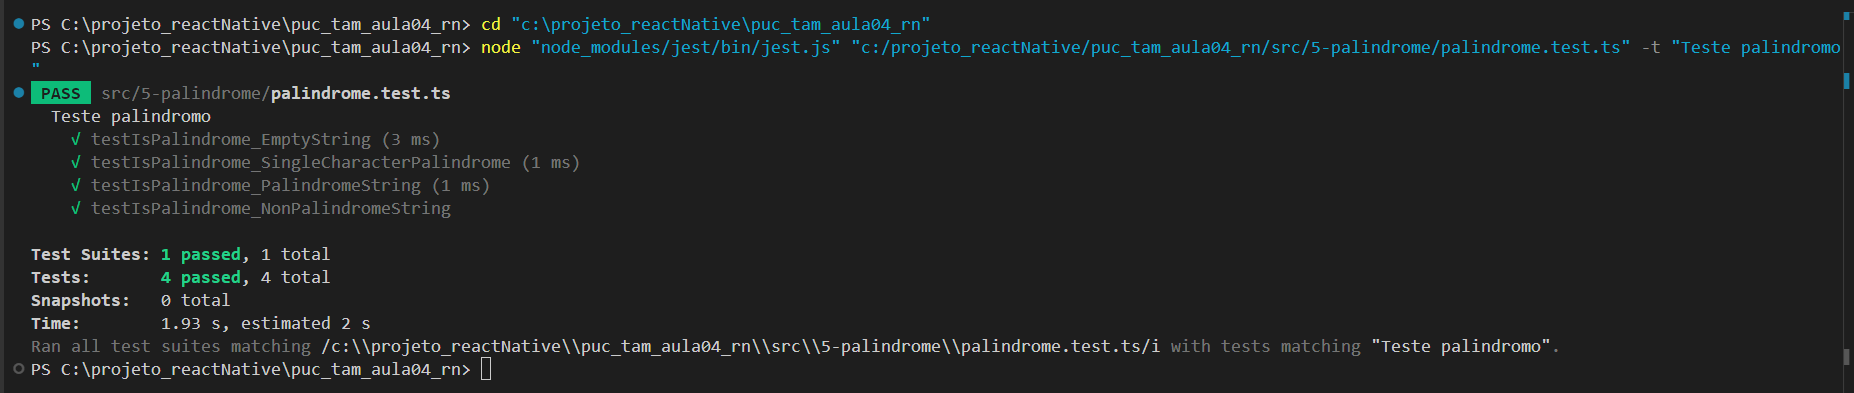 PS C:\projeto_reactNative\puc_tam_aula04_rn> cd "c:\projeto_reactNative\puc_tam_aula04_rn"
PS C:\projeto_reactNative\puc_tam_aula04_rn> node "node_modules/jest/bin/jest.js" "c:/projeto_reactNative/puc_tam_aula04_rn/src/5-palindrome/palindrome.test.ts" -t "Teste palindromo
"
PASS src/5-palindrome/palindrome.test.ts
Teste palindromo
√ testIsPalindrome_EmptyString (3 ms)
√ testIsPalindrome_SingleCharacterPalindrome (1 ms)
√ testIsPalindrome_PalindromeString (1 ms)
√ testIsPalindrome_NonPalindromeString
Test Suites: 1 passed, 1 total
Tests: 4 passed, 4 total
Snapshots: 0 total
Time: 1.93 s, estimated 2 s
Ran all test suites matching /c:\\projeto_reactNative\\puc_tam_aula04_rn\\src\\5-palindrome\\palindrome.test.ts/i with tests matching "Teste palindromo".
PS C:\projeto_reactNative\puc_tam_aula04_rn>